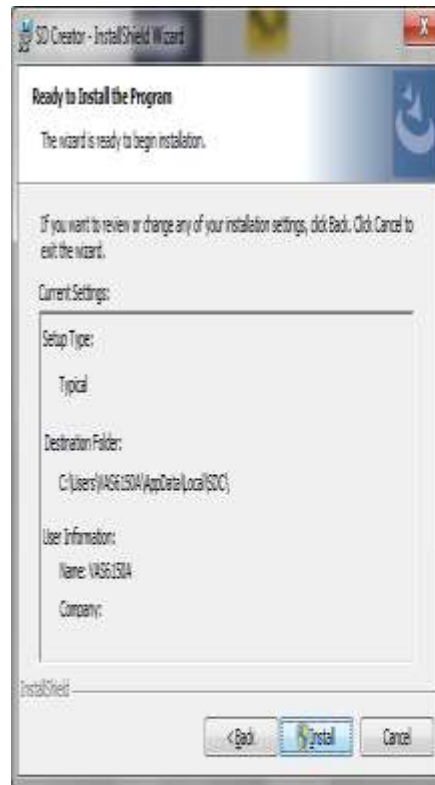 SD Creator - InstallShield Wizard
X
Ready to Install the Program
The wizard is ready to begin installation.
If you want to review or change any of your installation settings, click Back. Click Cancel to
exit the wizard.
Current Settings:
Setup Type:
Typical
Destination Folder:
C:\Users\VAS6150A\AppData\Local\SDC\
User Information:
Name: VAS6150A
Company:
InstallShield
< Back
Install
Cancel